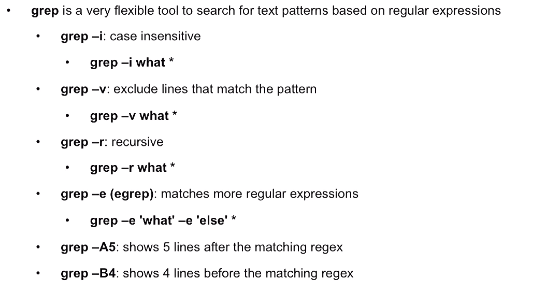 • grep is a very flexible tool to search for text patterns based on regular expressions
• grep –i: case insensitive
• grep –i what *
• grep –v: exclude lines that match the pattern
• grep –v what *
• grep –r: recursive
• grep –r what *
• grep –e (egrep): matches more regular expressions
• grep –e 'what' –e 'else' *
• grep –A5: shows 5 lines after the matching regex
• grep –B4: shows 4 lines before the matching regex